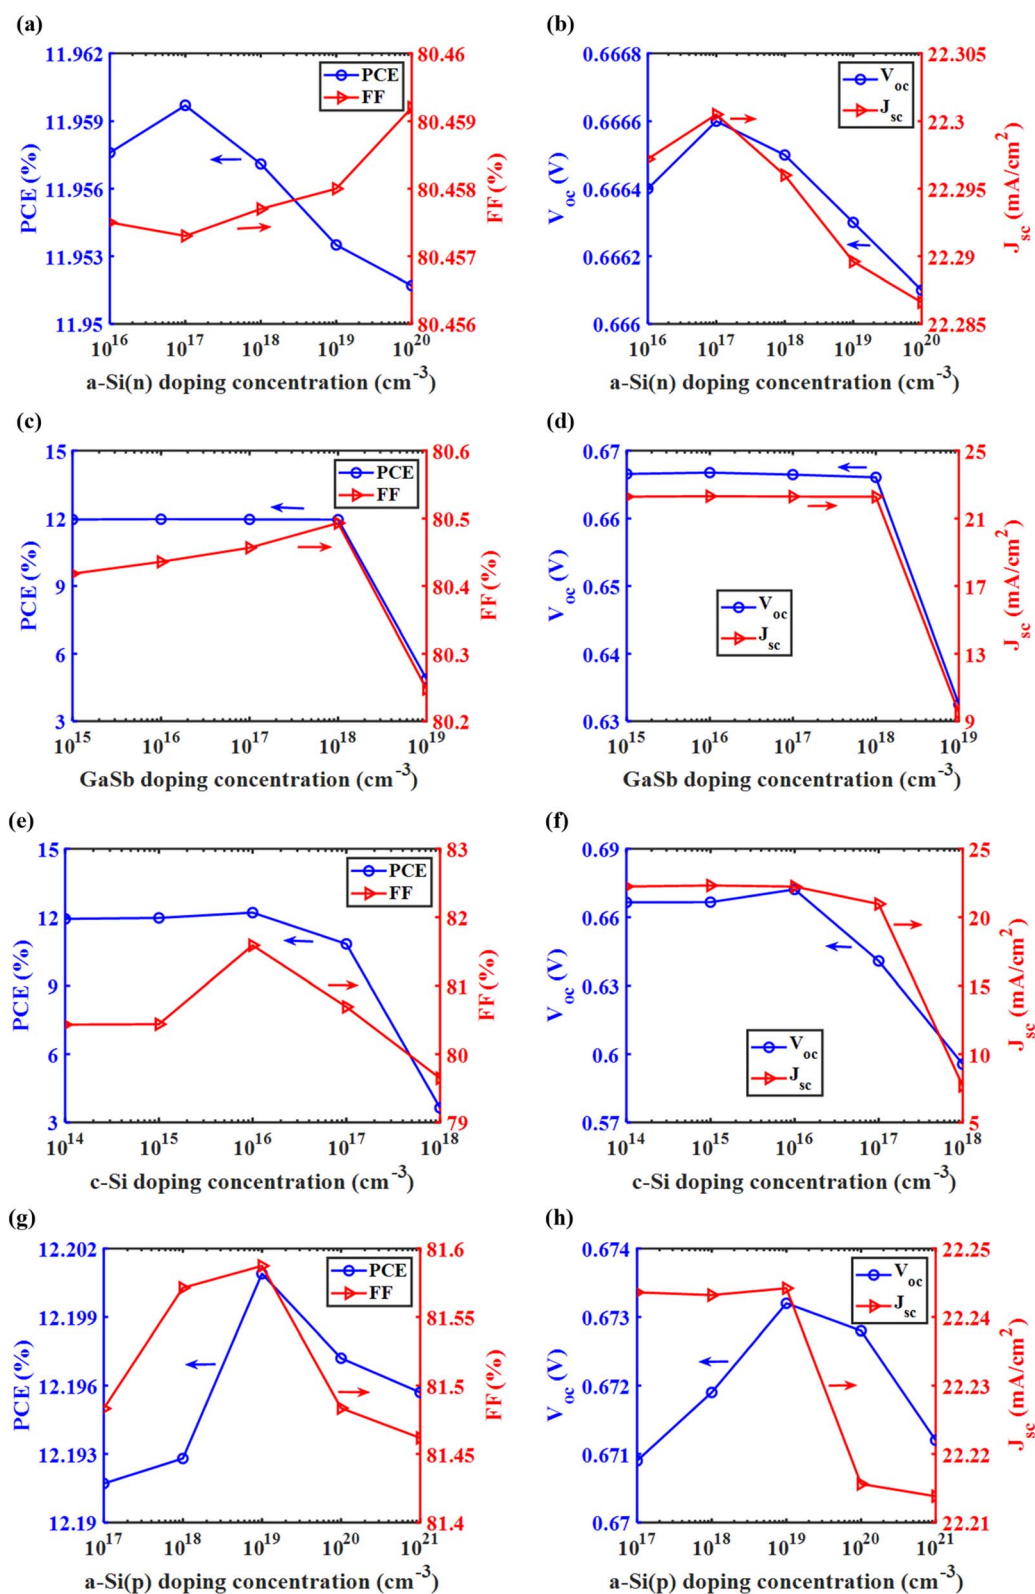 (a)
11.962
11.959
11.956
11.953
11.95
PCE (%)
80.46
80.459
80.458
80.457
80.456
FF (%)
PCE
FF
10^16 10^17 10^18 10^19 10^20
a-Si(n) doping concentration (cm^-3)
(b)
0.6668
0.6666
0.6664
0.6662
0.666
V_oc (V)
22.305
22.3
22.295
22.29
22.285
J_sc (mA/cm^2)
V_oc
J_sc
10^16 10^17 10^18 10^19 10^20
a-Si(n) doping concentration (cm^-3)
(c)
15
12
9
6
3
PCE (%)
80.6
80.5
80.4
80.3
80.2
FF (%)
PCE
FF
10^15 10^16 10^17 10^18 10^19
GaSb doping concentration (cm^-3)
(d)
0.67
0.66
0.65
0.64
0.63
V_oc (V)
25
21
17
13
9
J_sc (mA/cm^2)
V_oc
J_sc
10^15 10^16 10^17 10^18 10^19
GaSb doping concentration (cm^-3)
(e)
15
12
9
6
3
PCE (%)
83
82
81
80
79
FF (%)
PCE
FF
10^14 10^15 10^16 10^17 10^18
c-Si doping concentration (cm^-3)
(f)
0.69
0.66
0.63
0.6
0.57
V_oc (V)
25
20
15
10
5
J_sc (mA/cm^2)
V_oc
J_sc
10^14 10^15 10^16 10^17 10^18
c-Si doping concentration (cm^-3)
(g)
12.202
12.199
12.196
12.193
12.19
PCE (%)
81.6
81.55
81.5
81.45
81.4
FF (%)
PCE
FF
10^17 10^18 10^19 10^20 10^21
a-Si(p) doping concentration (cm^-3)
(h)
0.674
0.673
0.672
0.671
0.67
V_oc (V)
22.25
22.24
22.23
22.22
22.21
J_sc (mA/cm^2)
V_oc
J_sc
10^17 10^18 10^19 10^20 10^21
a-Si(p) doping concentration (cm^-3)